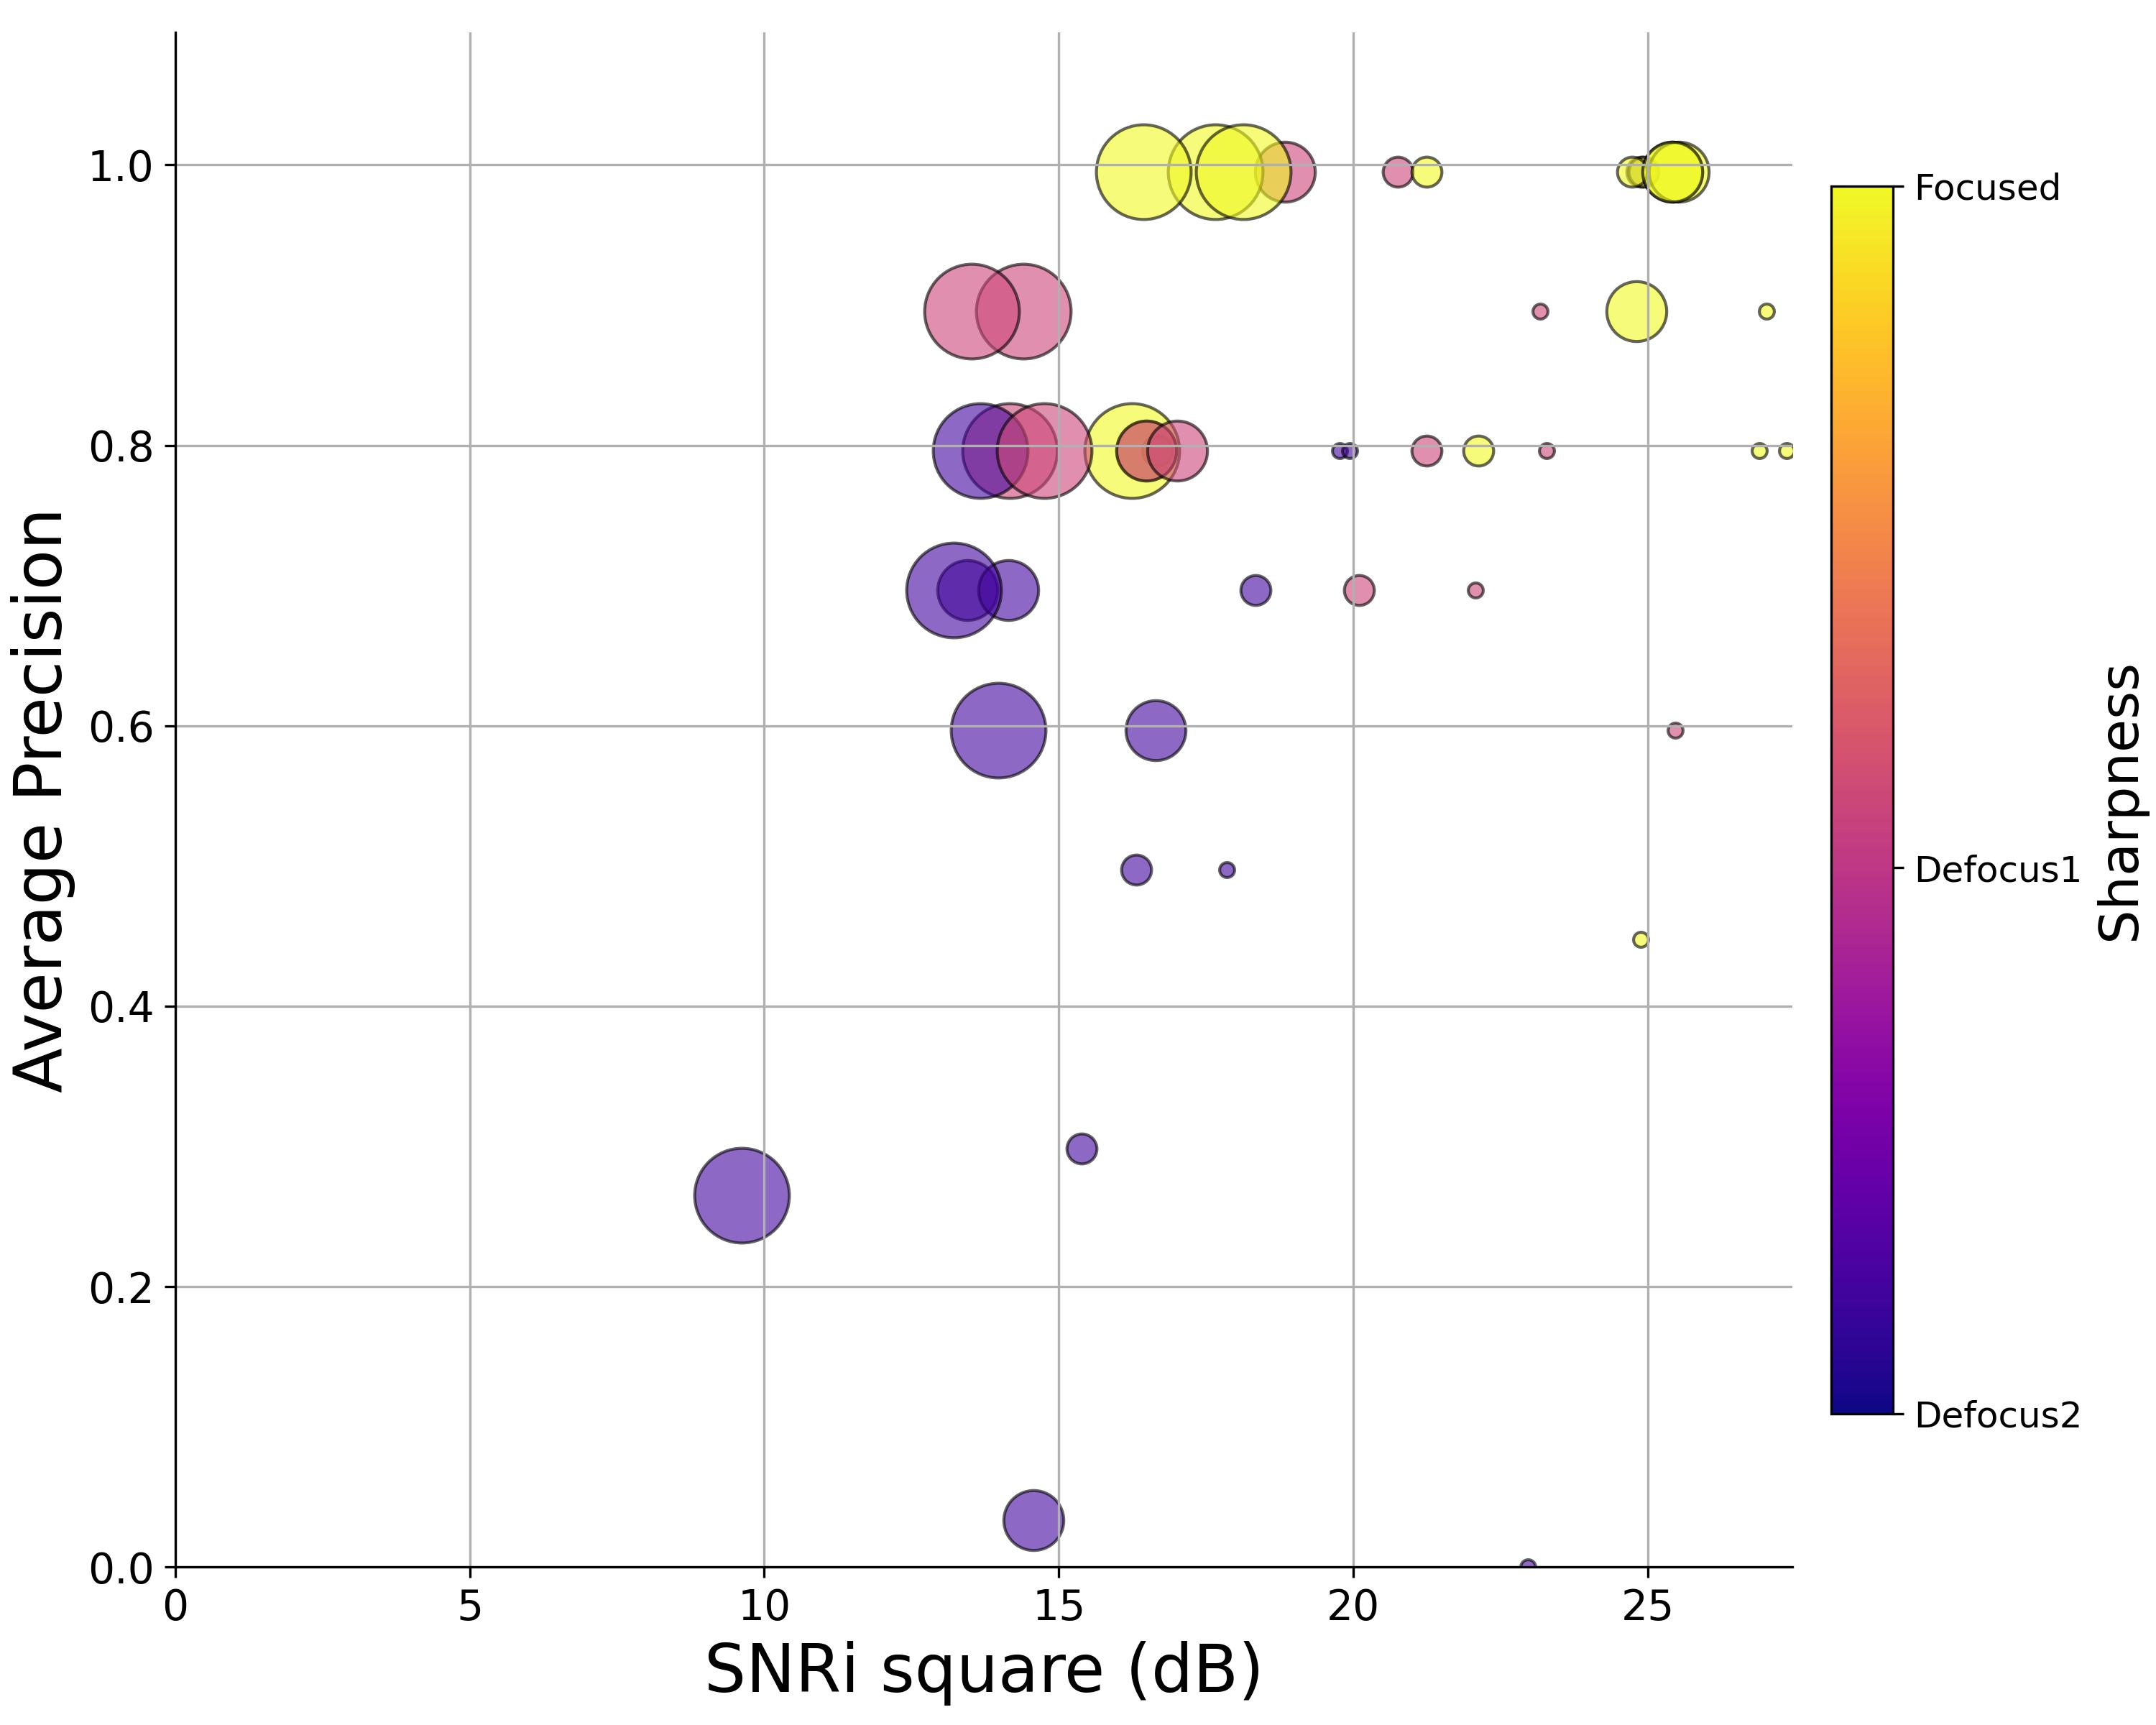 Average Precision
1.0
0.8
0.6
0.4
0.2
0.0
0 5 10 15 20 25
SNRi square (dB)
Focused
Defocus1
Defocus2
Sharpness